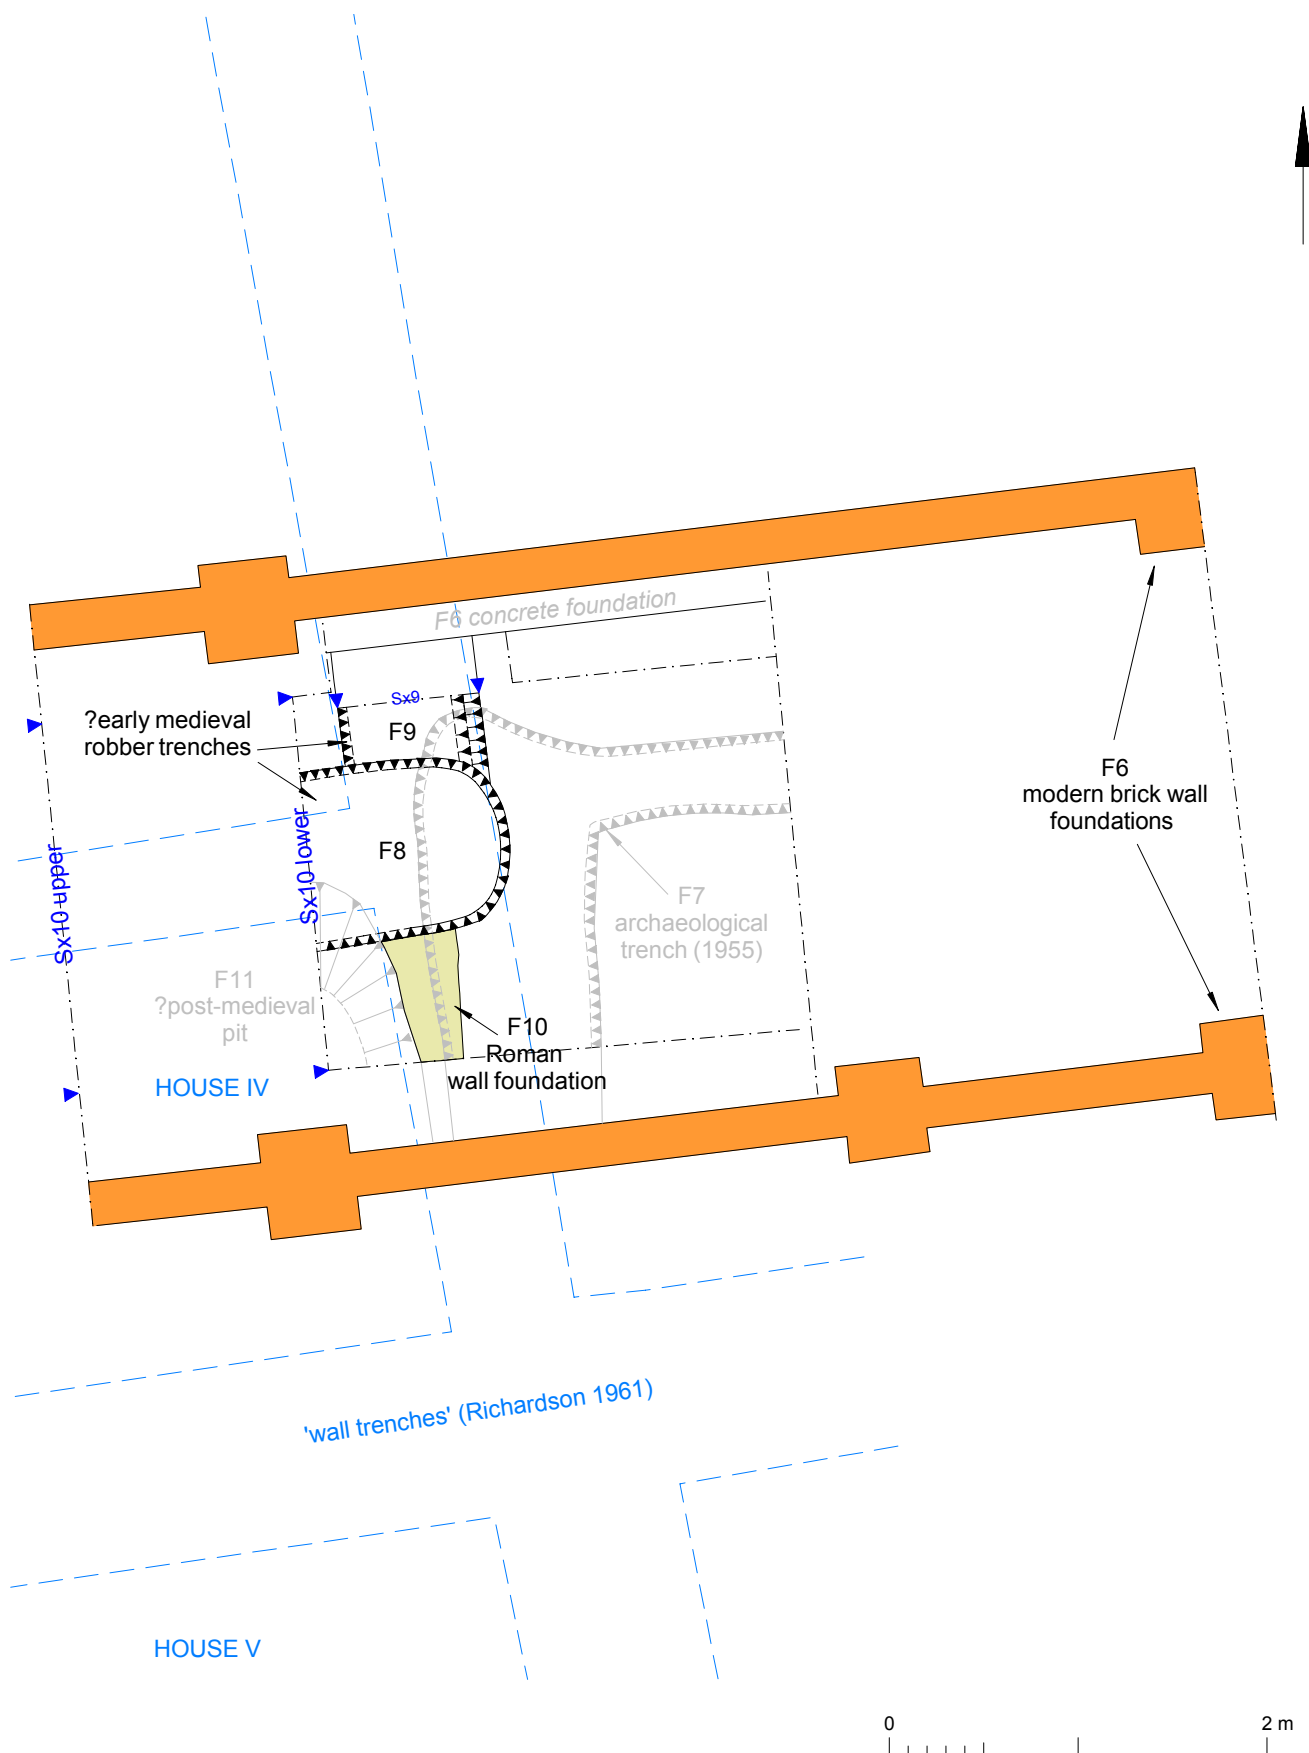 F6 concrete foundation
Sx9
?early medieval
robber trenches
F9
F6
modern brick wall
foundations
Sx10 upper
Sx10 lower
F8
F7
archaeological
trench (1955)
F11
?post-medieval
pit
F10
Roman
wall foundation
HOUSE IV
'wall trenches' (Richardson 1961)
HOUSE V
0
2 m